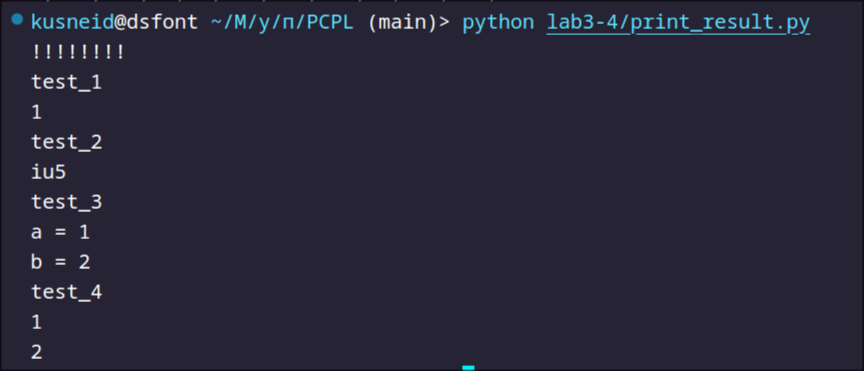 kusneid@dsfont ~/M/y/п/PCPL (main)> python lab3-4/print_result.py
!!!!!!!!
test_1
1
test_2
iu5
test_3
a = 1
b = 2
test_4
1
2